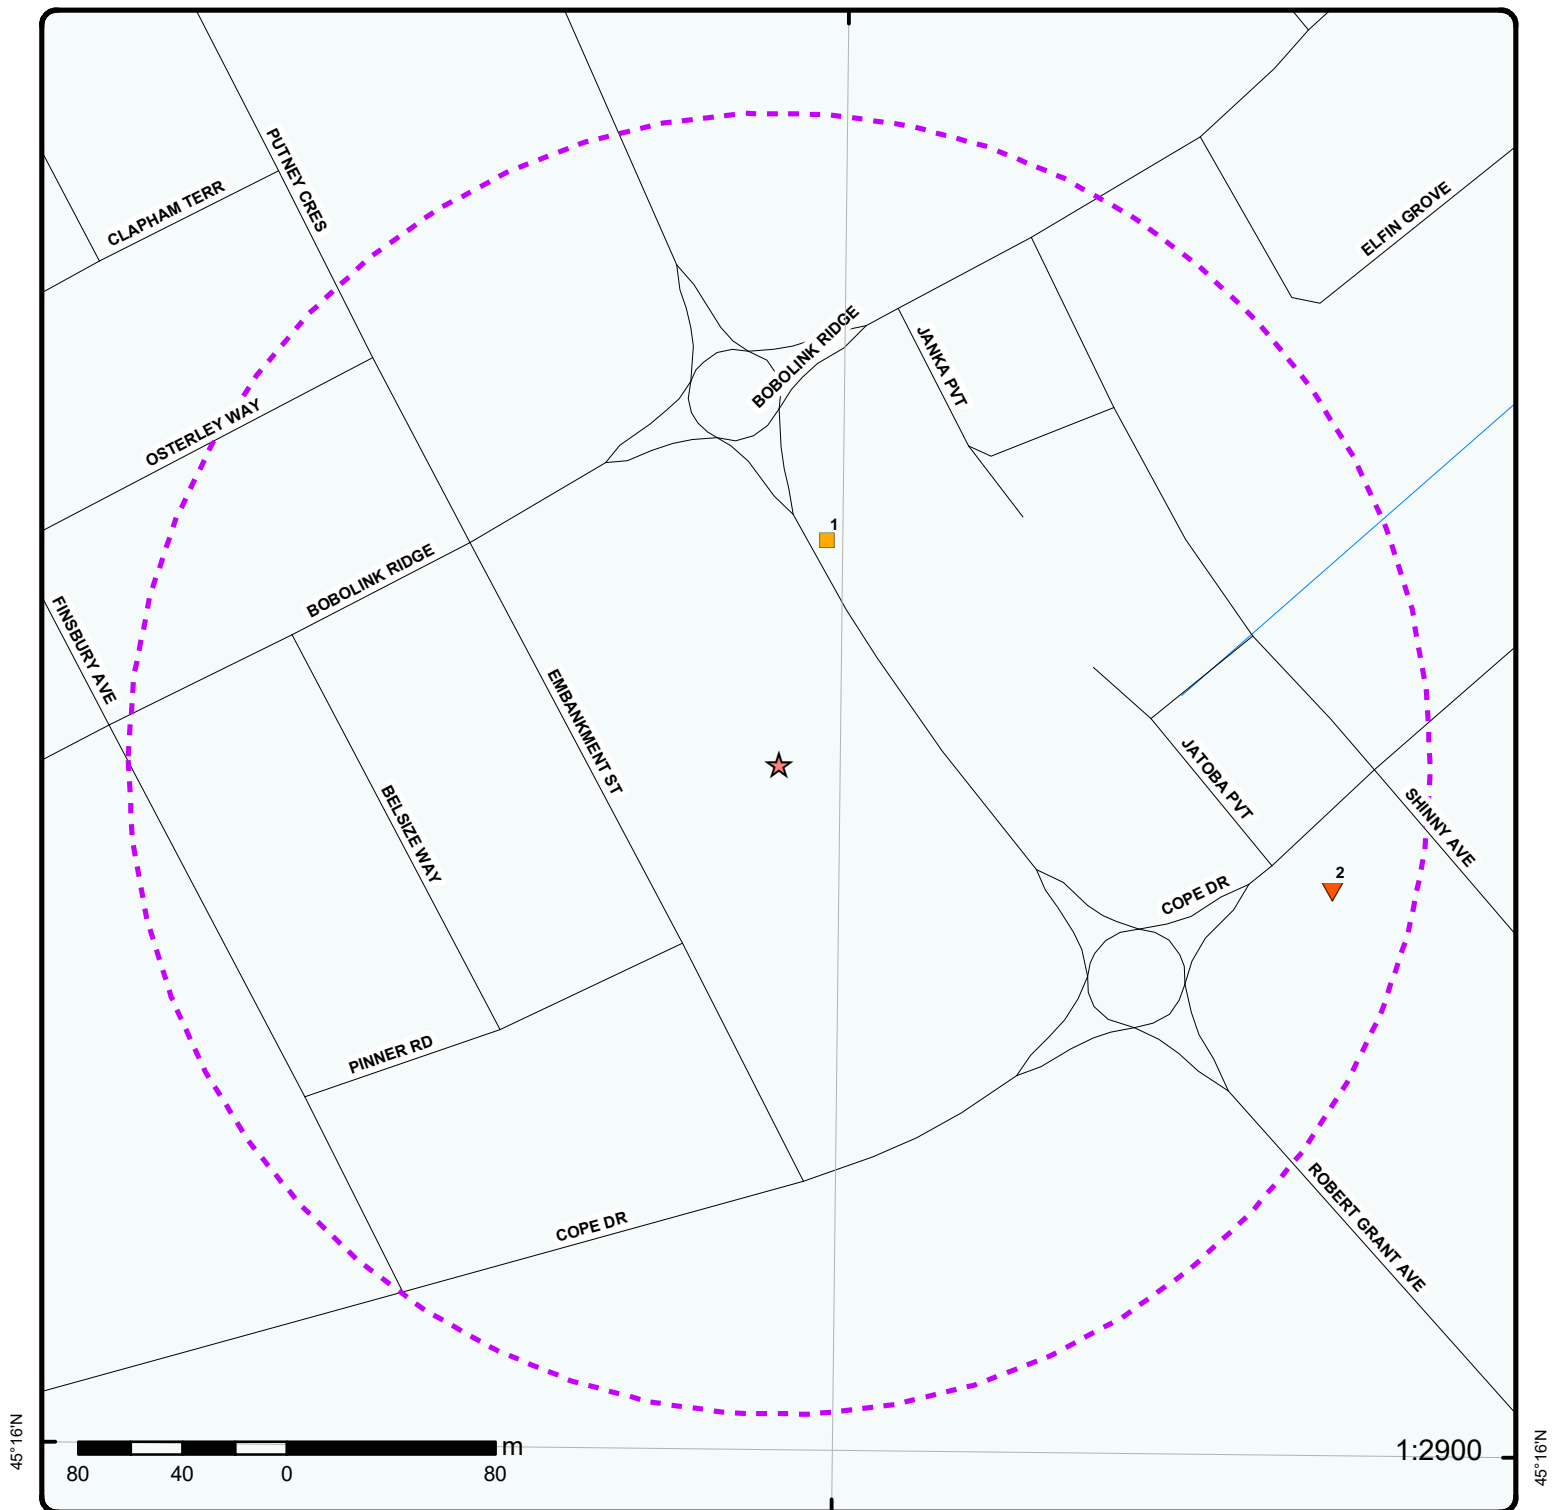 PUTNEY CRES
CLAPHAM TERR
ELFIN GROVE
BOBOLINK RIDGE
JANKA PVT
OSTERLEY WAY
1
BOBOLINK RIDGE
FINSBURY AVE
EMBANKMENT ST
JATOBA PVT
BELSIZE WAY
SHINNY AVE
2
COPE DR
PINNER RD
ROBERT GRANT AVE
COPE DR
45°16'N
45°16'N
m
1:2900
80 40 0 80